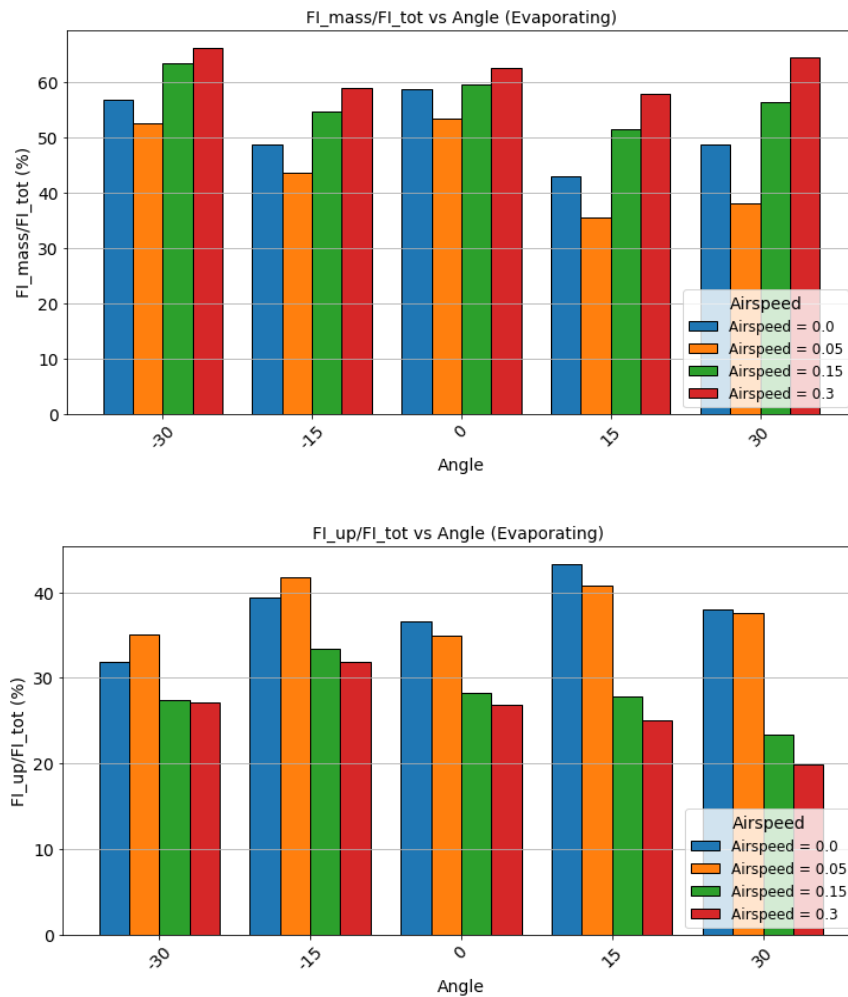 FI_mass/FI_tot vs Angle (Evaporating)
FI_mass/FI_tot (%)
60
50
40
30
20
10
0
Airspeed
Airspeed = 0.0
Airspeed = 0.05
Airspeed = 0.15
Airspeed = 0.3
-30
-15
0
15
30
Angle
FI_up/FI_tot vs Angle (Evaporating)
FI_up/FI_tot (%)
40
30
20
10
0
Airspeed
Airspeed = 0.0
Airspeed = 0.05
Airspeed = 0.15
Airspeed = 0.3
-30
-15
0
15
30
Angle